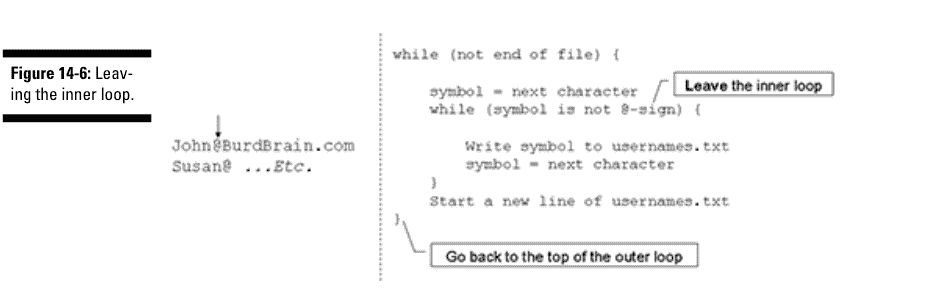 Figure 14-6: Leav-
ing the inner loop.
John@BurdBrain.com
Susan@ ...Etc.
while (not end of file) {
symbol = next character
Leave the inner loop
while (symbol is not @-sign) {
Write symbol to usernames.txt
symbol = next character
}
Start a new line of usernames.txt
}
Go back to the top of the outer loop